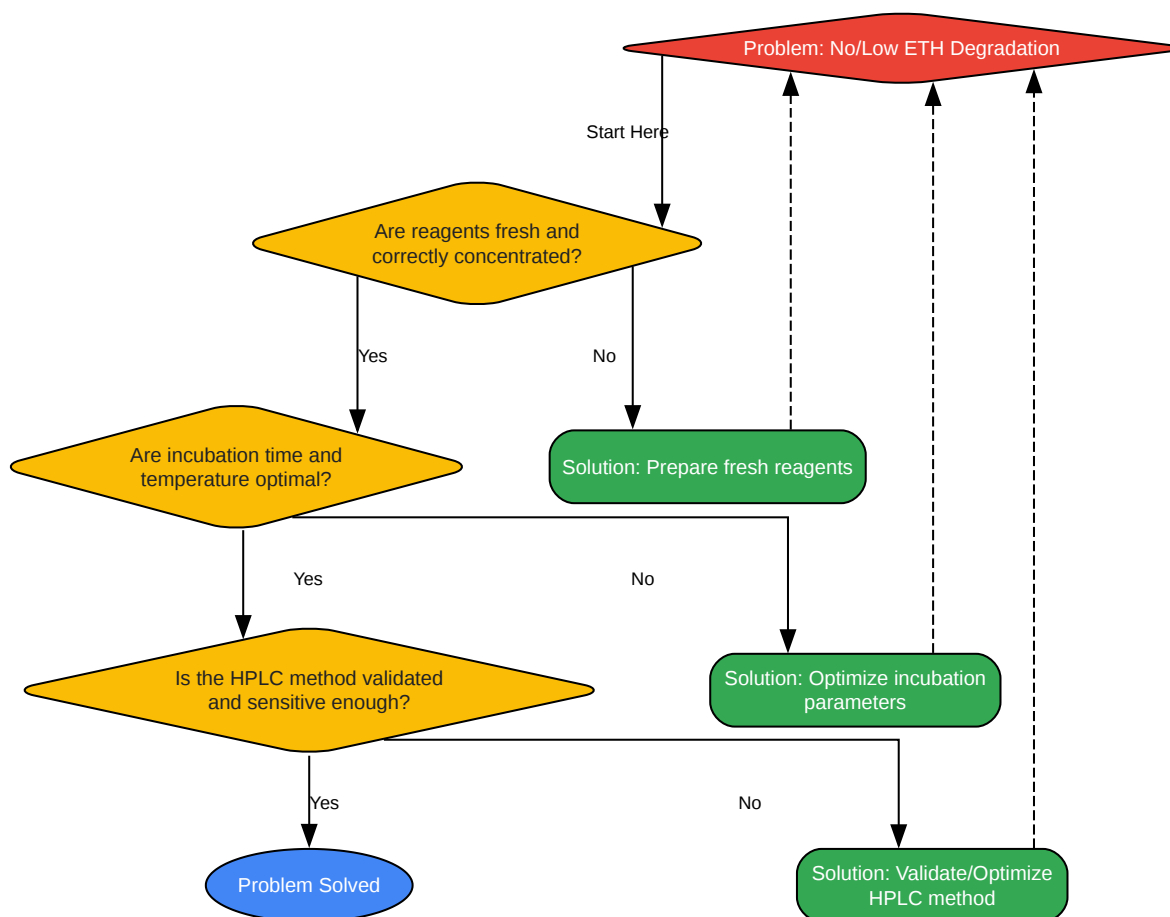 Problem: No/Low ETH Degradation
Start Here
Are reagents fresh and
correctly concentrated?
Yes
No
Are incubation time and
temperature optimal?
Solution: Prepare fresh reagents
Yes
No
Is the HPLC method validated
and sensitive enough?
Solution: Optimize incubation
parameters
Yes
No
Problem Solved
Solution: Validate/Optimize
HPLC method